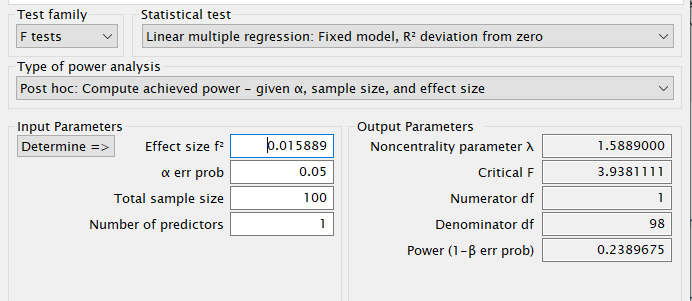 Test family
Statistical test
F tests
Linear multiple regression: Fixed model, R² deviation from zero
Type of power analysis
Post hoc: Compute achieved power – given α, sample size, and effect size
Input Parameters
Output Parameters
Determine =>
Effect size f²
0.015889
Noncentrality parameter λ
1.5889000
α err prob
0.05
Critical F
3.9381111
Total sample size
100
Numerator df
1
Number of predictors
1
Denominator df
98
Power (1–β err prob)
0.2389675